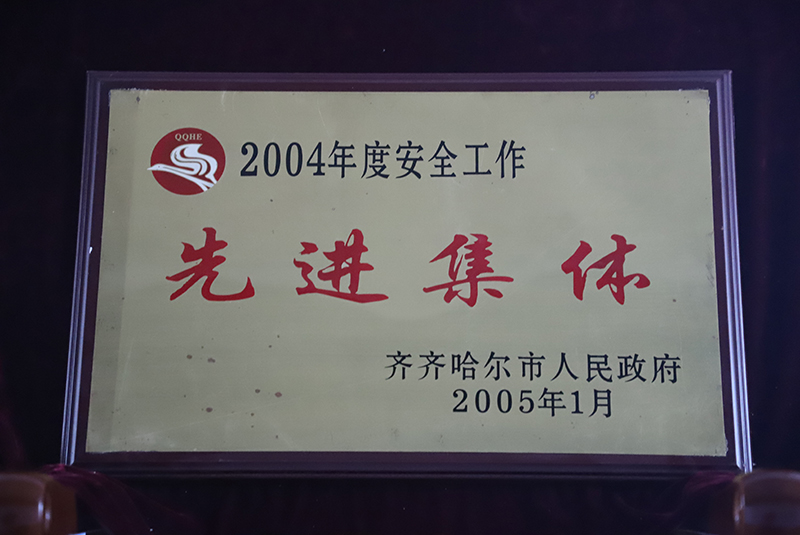 QQHE
2004年度安全工作
先进集体
齐齐哈尔市人民政府
2005年1月